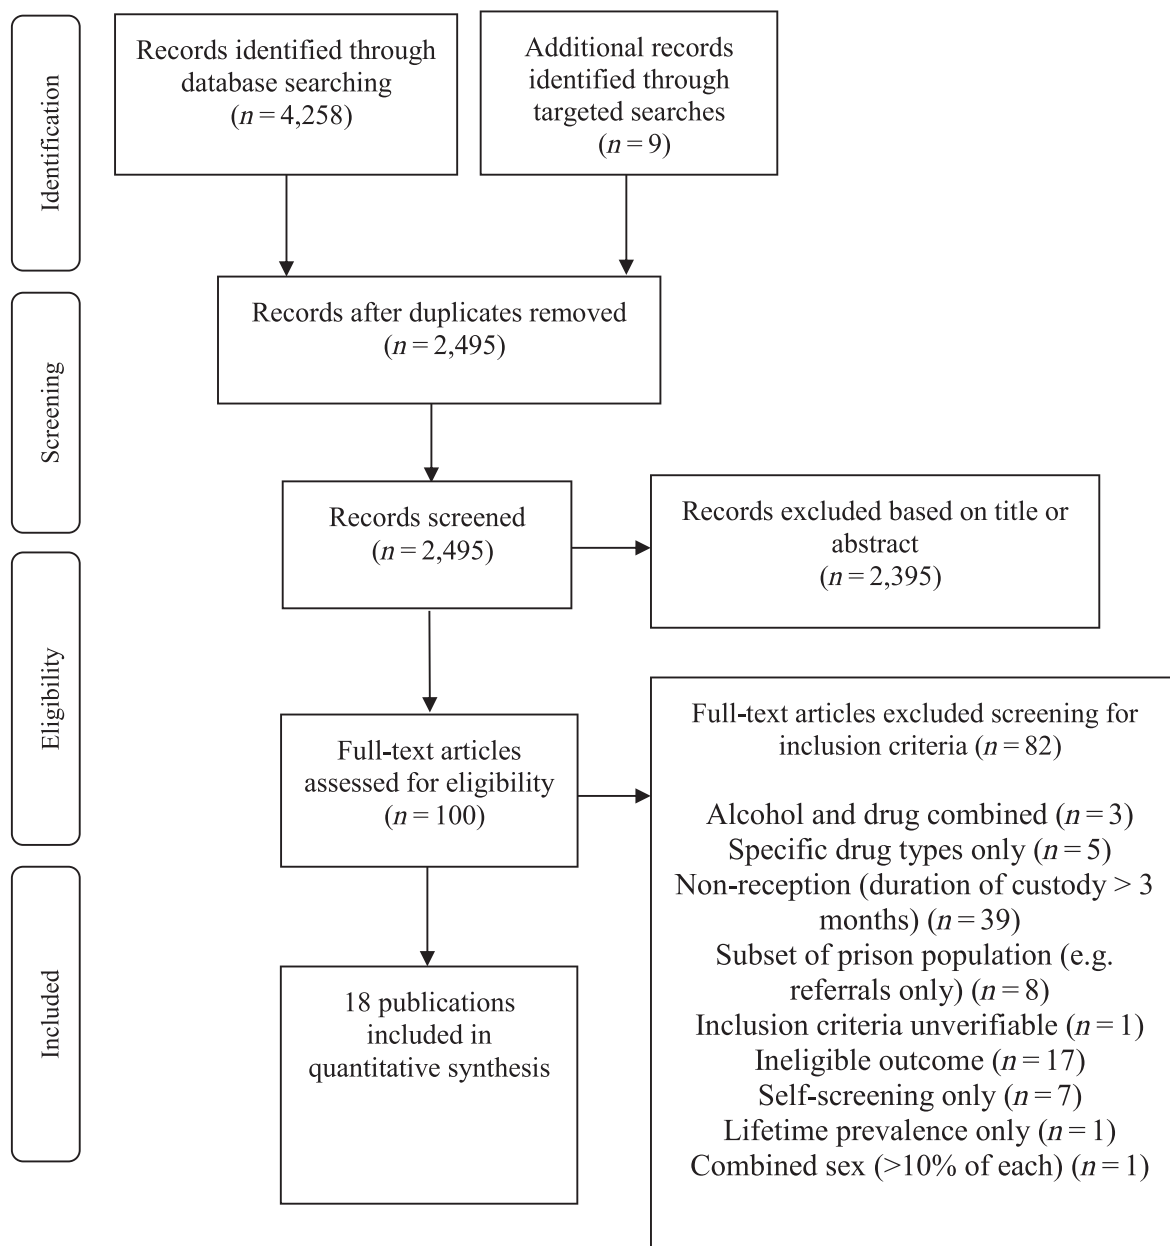 Identification
Records identified through
database searching
(n = 4,258)
Additional records
identified through
targeted searches
(n = 9)
Screening
Records after duplicates removed
(n = 2,495)
Records screened
(n = 2,495)
Records excluded based on title or
abstract
(n = 2,395)
Eligibility
Full-text articles
assessed for eligibility
(n = 100)
Full-text articles excluded screening for
inclusion criteria (n = 82)
Alcohol and drug combined (n = 3)
Specific drug types only (n = 5)
Non-reception (duration of custody > 3
months) (n = 39)
Subset of prison population (e.g.
referrals only) (n = 8)
Inclusion criteria unverifiable (n = 1)
Ineligible outcome (n = 17)
Self-screening only (n = 7)
Lifetime prevalence only (n = 1)
Combined sex (>10% of each) (n = 1)
Included
18 publications
included in
quantitative synthesis